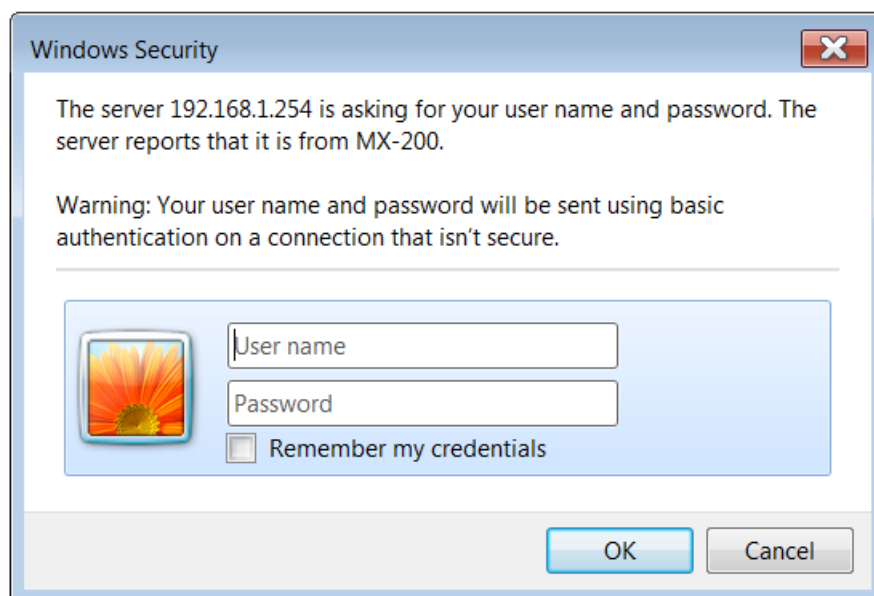 Windows Security
The server 192.168.1.254 is asking for your user name and password. The
server reports that it is from MX-200.
Warning: Your user name and password will be sent using basic
authentication on a connection that isn't secure.
User name
Password
Remember my credentials
OK
Cancel